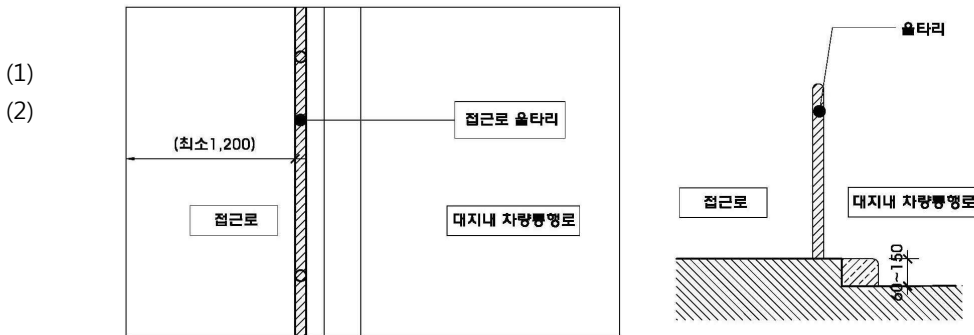 (1)
(2)
(최소1,200)
접근로 울타리
접근로
대지내 차량통행로
울타리
접근로
대지내 차량통행로
60~150